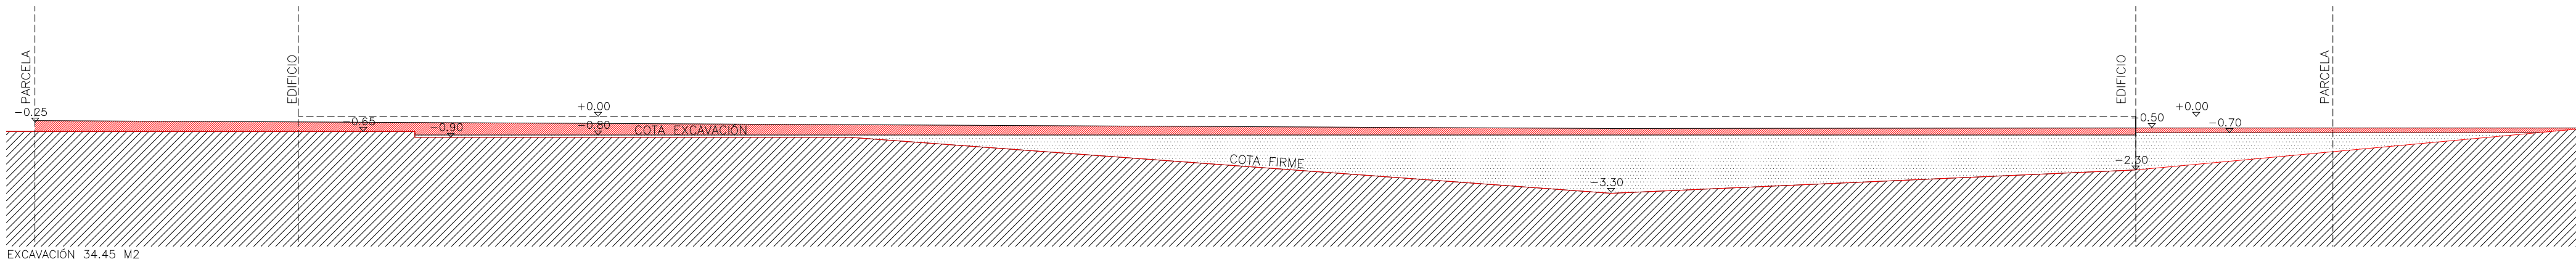 PARCELA
EDIFICIO
EDIFICIO
PARCELA
-0.25
+0.00
+0.00
-0.65
-0.90
-0.80
COTA EXCAVACIÓN
-0.50
-0.70
COTA FIRME
-2.30
-3.30
EXCAVACIÓN 34.45 M2